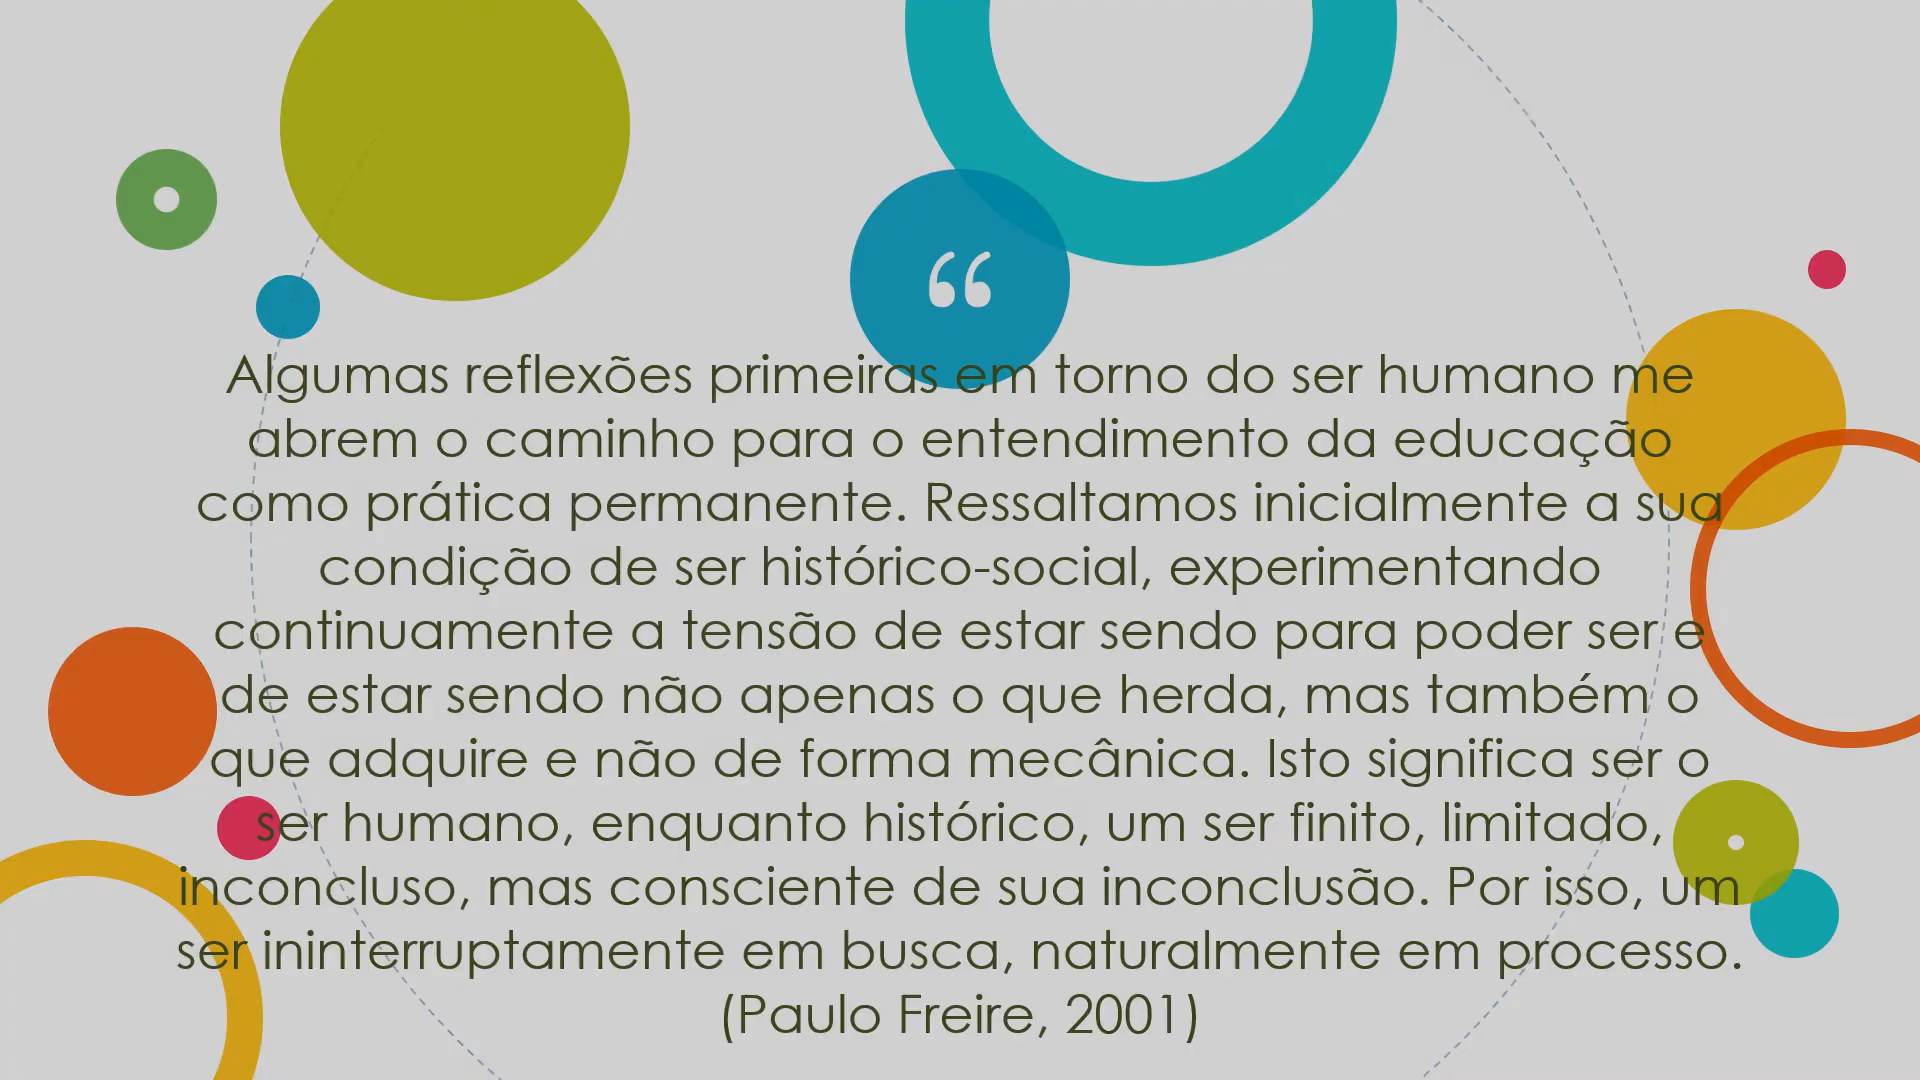 “
Algumas reflexões primeiras em torno do ser humano me
abrem o caminho para o entendimento da educação
como prática permanente. Ressaltamos inicialmente a sua
condição de ser histórico-social, experimentando
continuamente a tensão de estar sendo para poder ser e
de estar sendo não apenas o que herda, mas também o
que adquire e não de forma mecânica. Isto significa ser o
ser humano, enquanto histórico, um ser finito, limitado,
inconcluso, mas consciente de sua inconclusão. Por isso, um
ser ininterruptamente em busca, naturalmente em processo.
(Paulo Freire, 2001)